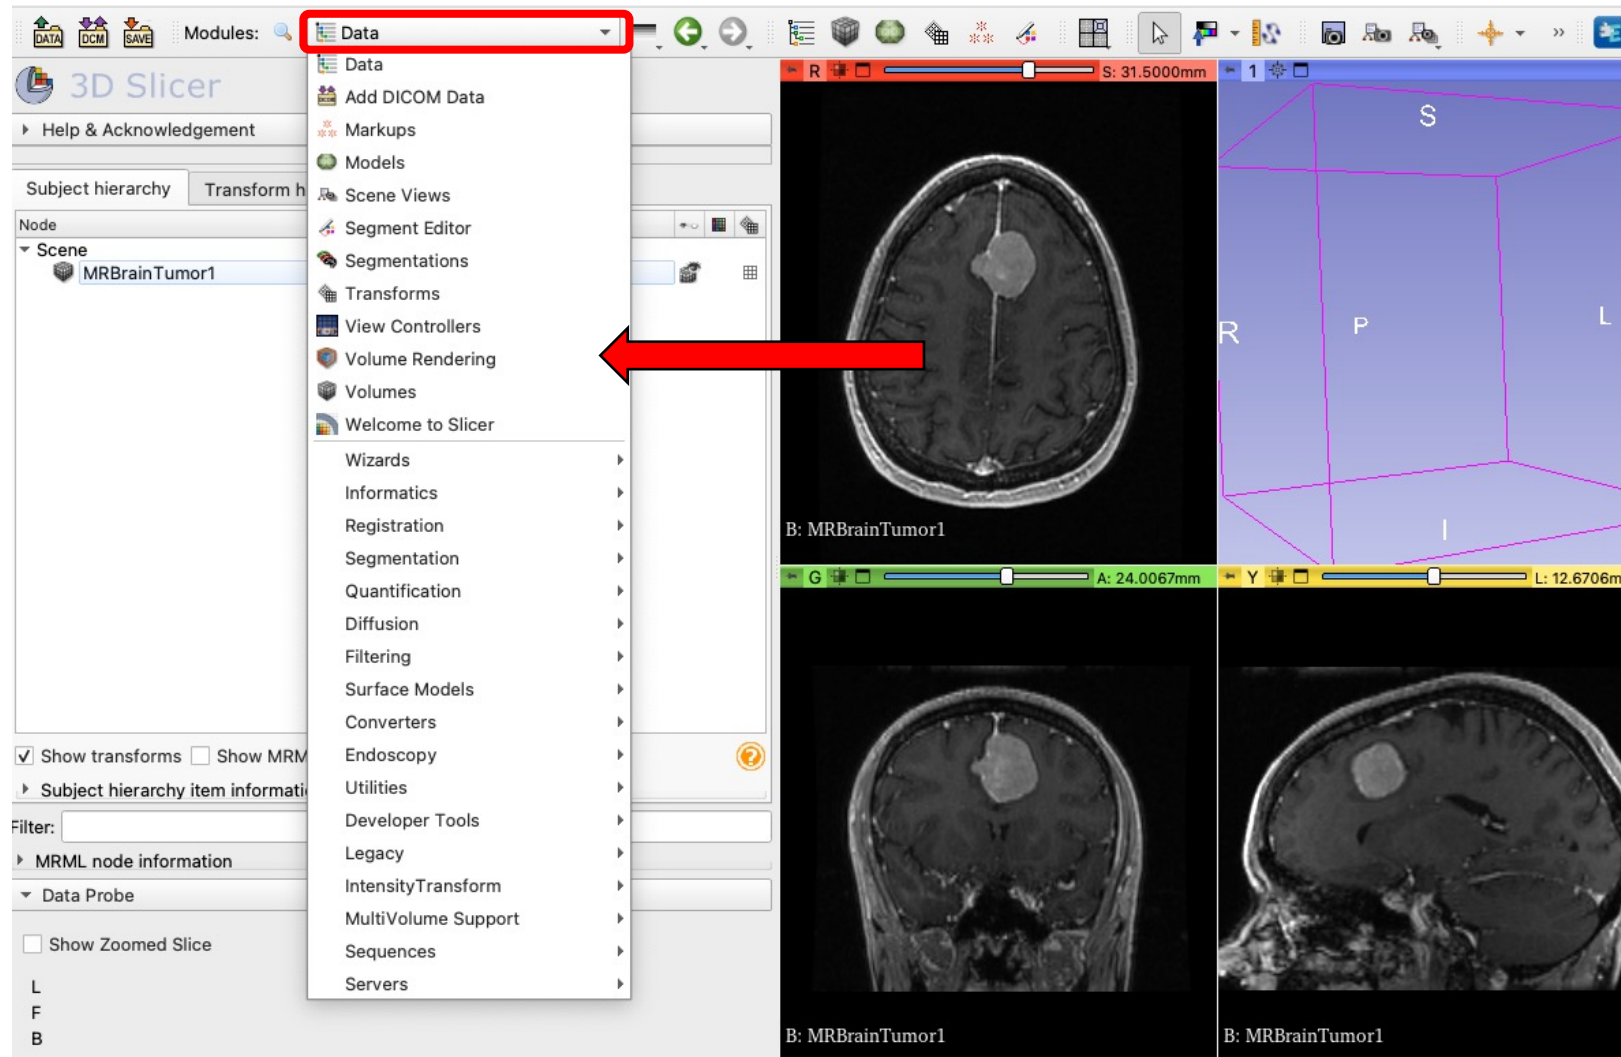 DATA
DCM
SAVE
Modules:
Data
3D Slicer
Help & Acknowledgement
Subject hierarchy
Transform h
Node
Scene
MRBrainTumor1
Show transforms
Show MRM
Subject hierarchy item informati
Filter:
MRML node information
Data Probe
Show Zoomed Slice
L
F
B
Data
Add DICOM Data
Markups
Models
Scene Views
Segment Editor
Segmentations
Transforms
View Controllers
Volume Rendering
Volumes
Welcome to Slicer
Wizards
Informatics
Registration
Segmentation
Quantification
Diffusion
Filtering
Surface Models
Converters
Endoscopy
Utilities
Developer Tools
Legacy
IntensityTransform
MultiVolume Support
Sequences
Servers
R
S: 31.5000mm
B: MRBrainTumor1
1
S
R
P
L
I
G
A: 24.0067mm
B: MRBrainTumor1
Y
L: 12.6706m
B: MRBrainTumor1